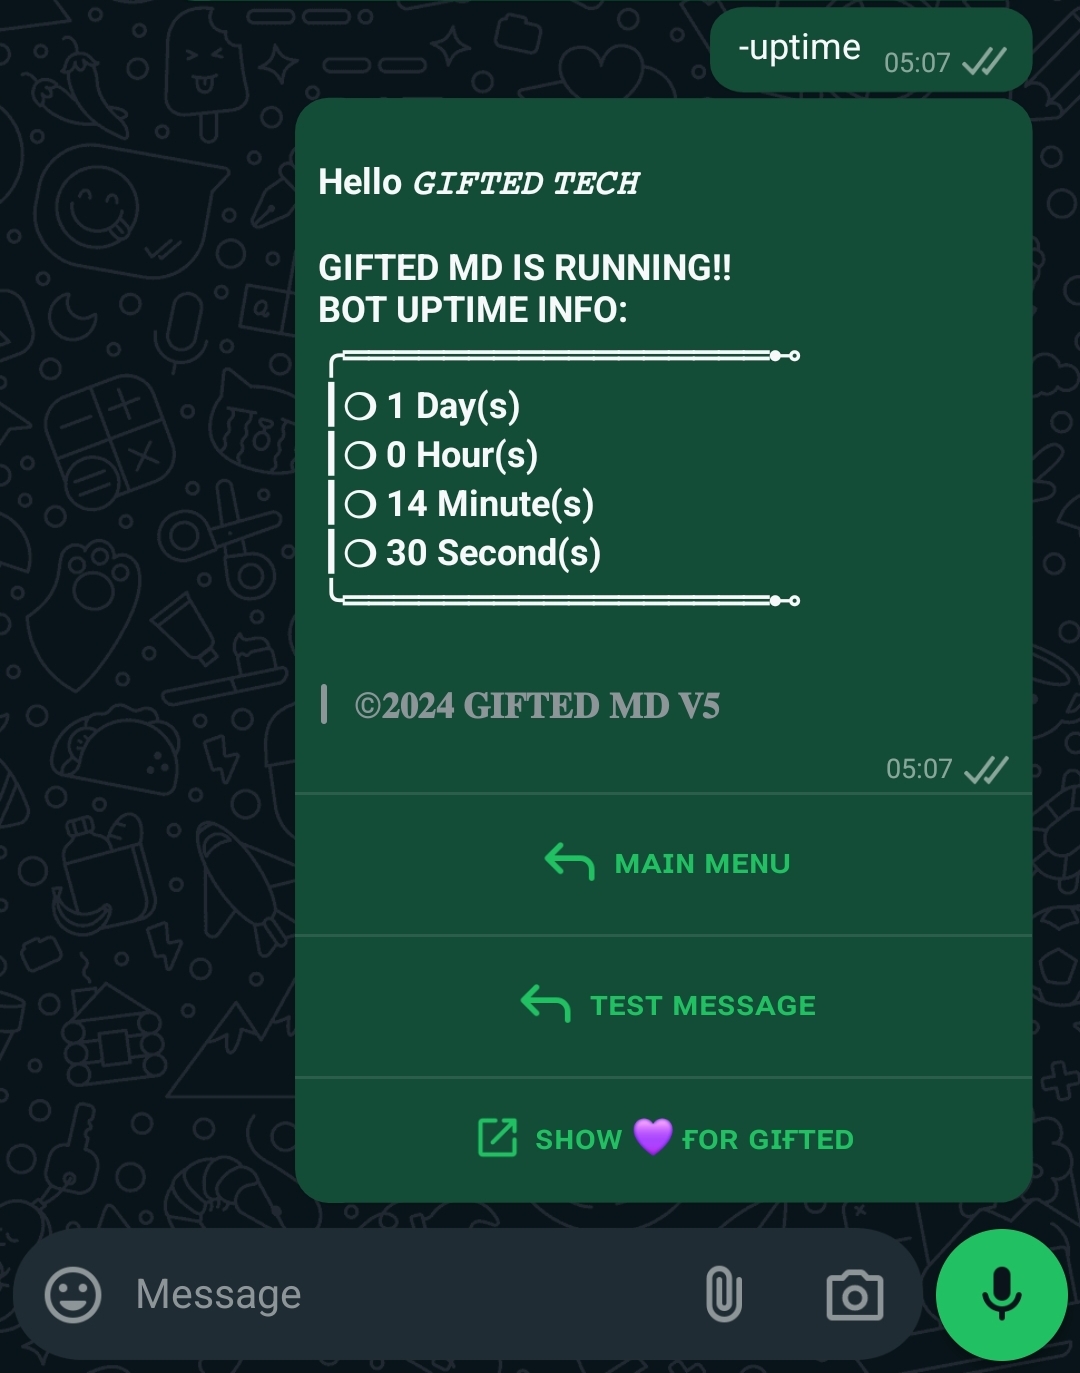 -uptime 05:07
Hello GIFTED TECH
GIFTED MD IS RUNNING!!
BOT UPTIME INFO:
❍ 1 Day(s)
❍ 0 Hour(s)
❍ 14 Minute(s)
❍ 30 Second(s)
©2024 GIFTED MD V5
05:07
MAIN MENU
TEST MESSAGE
SHOW 💜 FOR GIFTED
Message